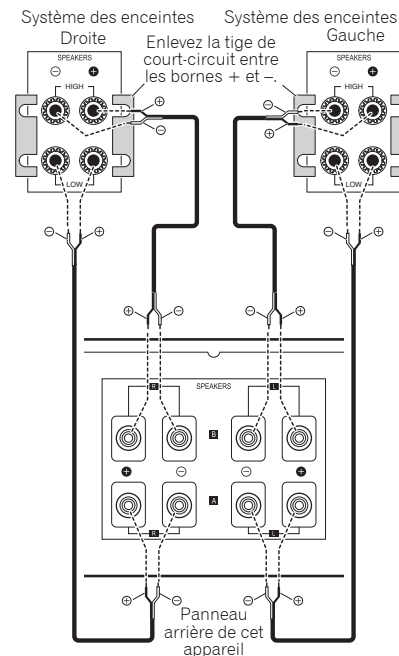 Système des enceintes
Droite
Système des enceintes
Gauche
Enlevez la tige de
court-circuit entre
les bornes + et –.
SPEAKERS
⊖ ⊕
HIGH
LOW
SPEAKERS
⊖ ⊕
HIGH
LOW
⊕
⊖
⊖
⊕
⊖ ⊕
⊖ ⊕
⊕ ⊖
⊖ ⊕
R SPEAKERS L
B
⊕ ⊖ ⊖ ⊕
A
R L
⊕ ⊖
⊖ ⊕
Panneau
arrière de cet
appareil